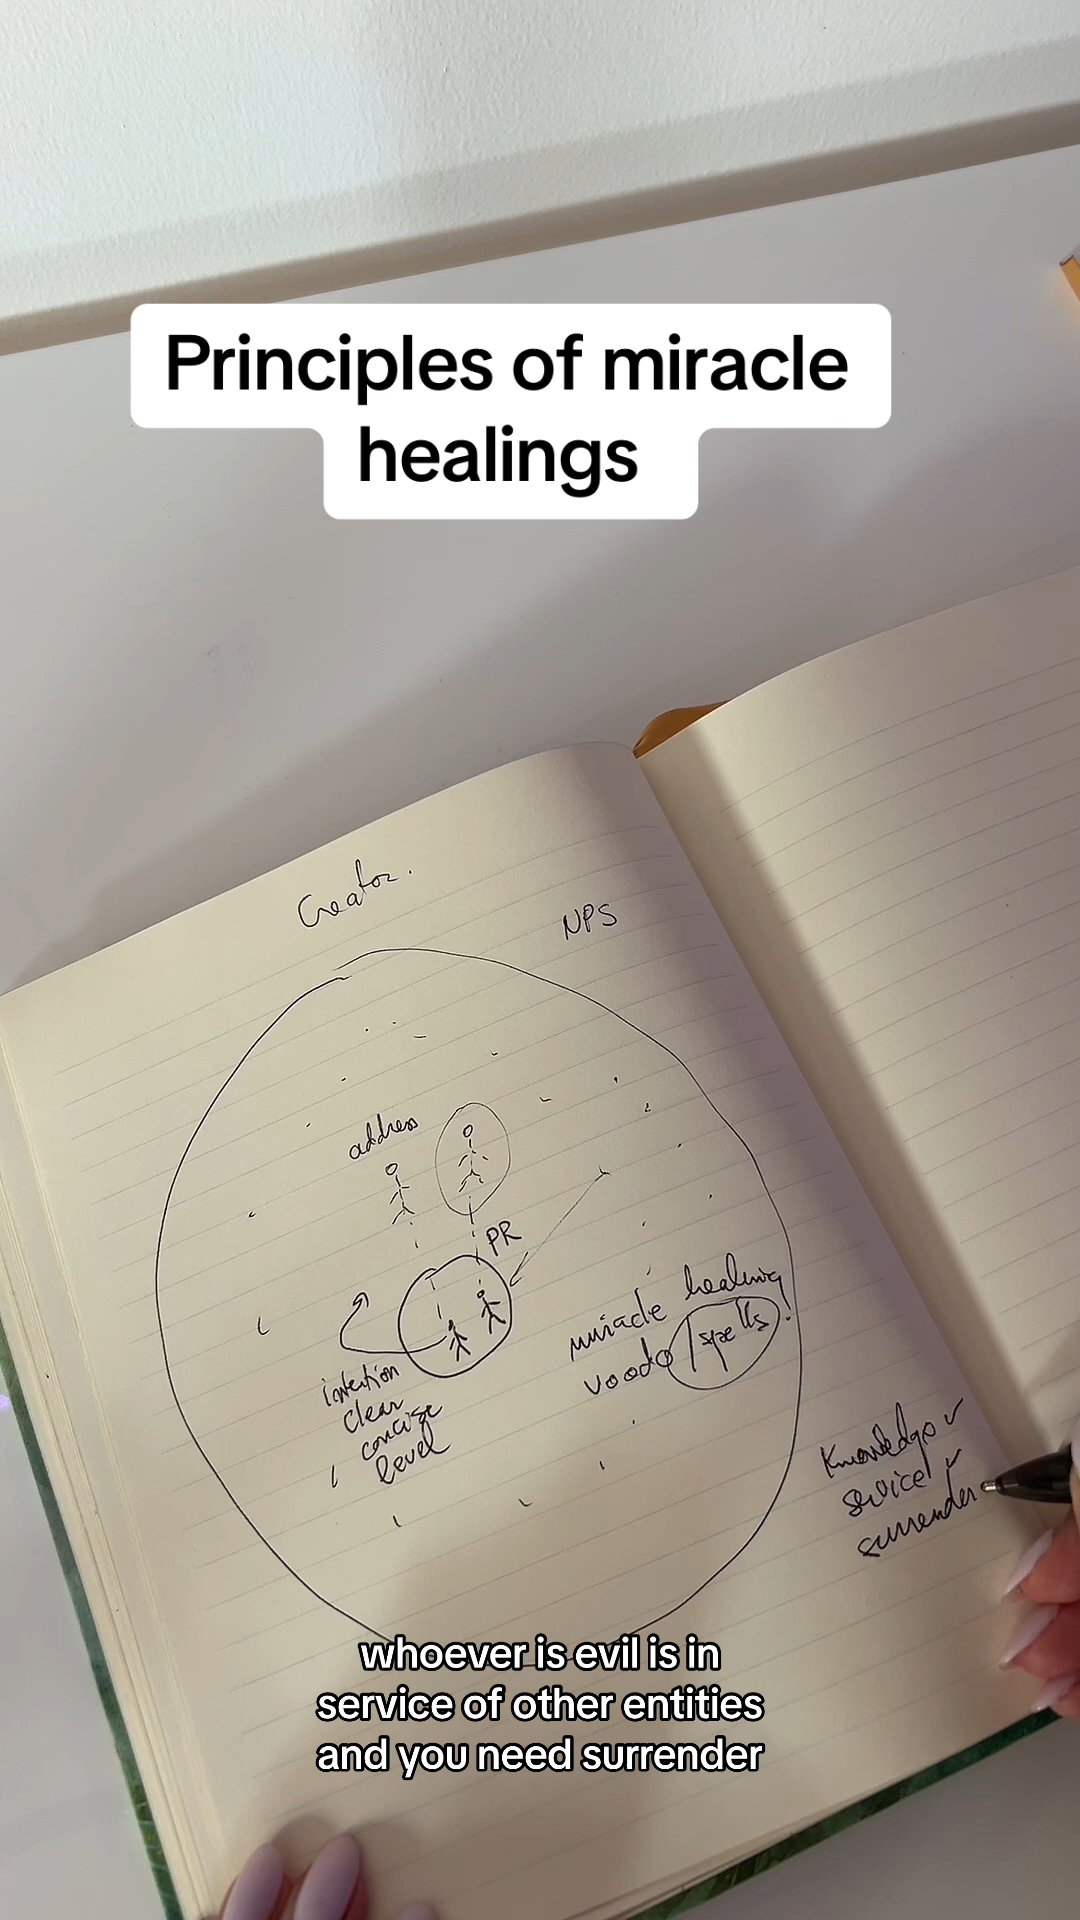 Principles of miracle
healings
Creator.
NPS
address
PR
miracle healing!
voodo/spells
intention
clear
concise
level
Knowledge ✓
service ✓
surrender
whoever is evil is in
service of other entities
and you need surrender